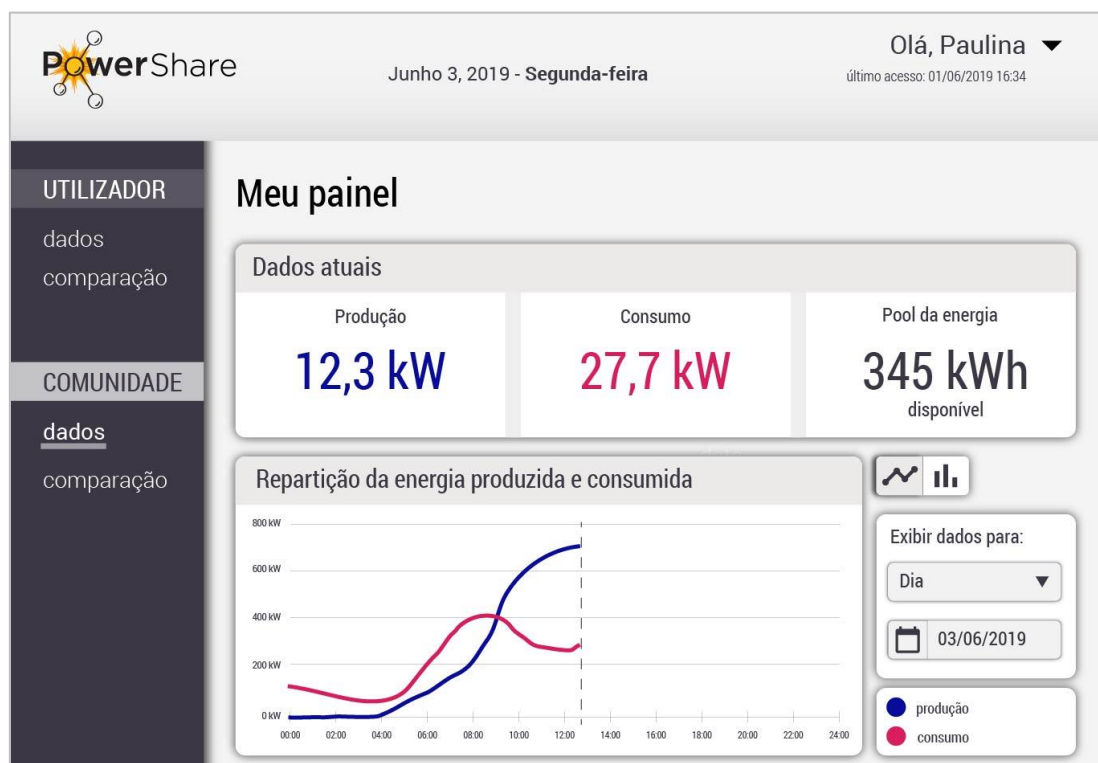 PowerShare
Junho 3, 2019 - Segunda-feira
Olá, Paulina
último acesso: 01/06/2019 16:34
UTILIZADOR
dados
comparação
COMUNIDADE
dados
comparação
Meu painel
Dados atuais
Produção
12,3 kW
Consumo
27,7 kW
Pool da energia
345 kWh
disponível
Repartição da energia produzida e consumida
800 kW
600 kW
400 kW
200 kW
0 kW
00:00 02:00 04:00 06:00 08:00 10:00 12:00 14:00 16:00 18:00 20:00 22:00 24:00
Exibir dados para:
Dia
03/06/2019
produção
consumo